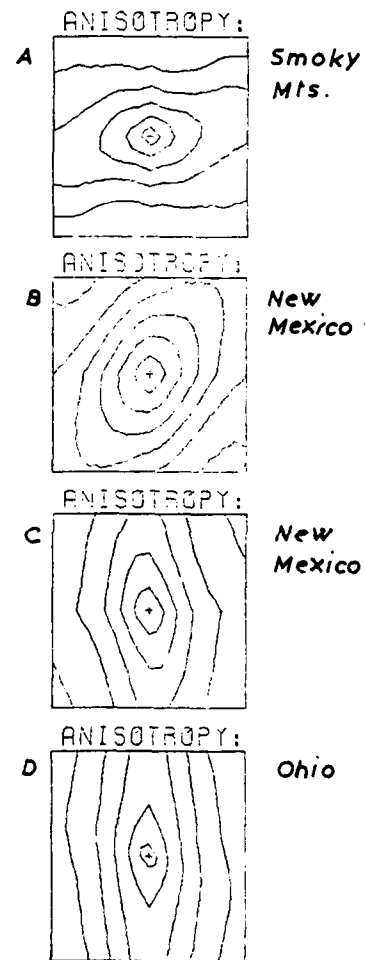 ANISOTROPY:
A
Smoky
Mts.
ANISOTROPY:
B
New
Mexico
ANISOTROPY:
C
New
Mexico
ANISOTROPY:
D
Ohio